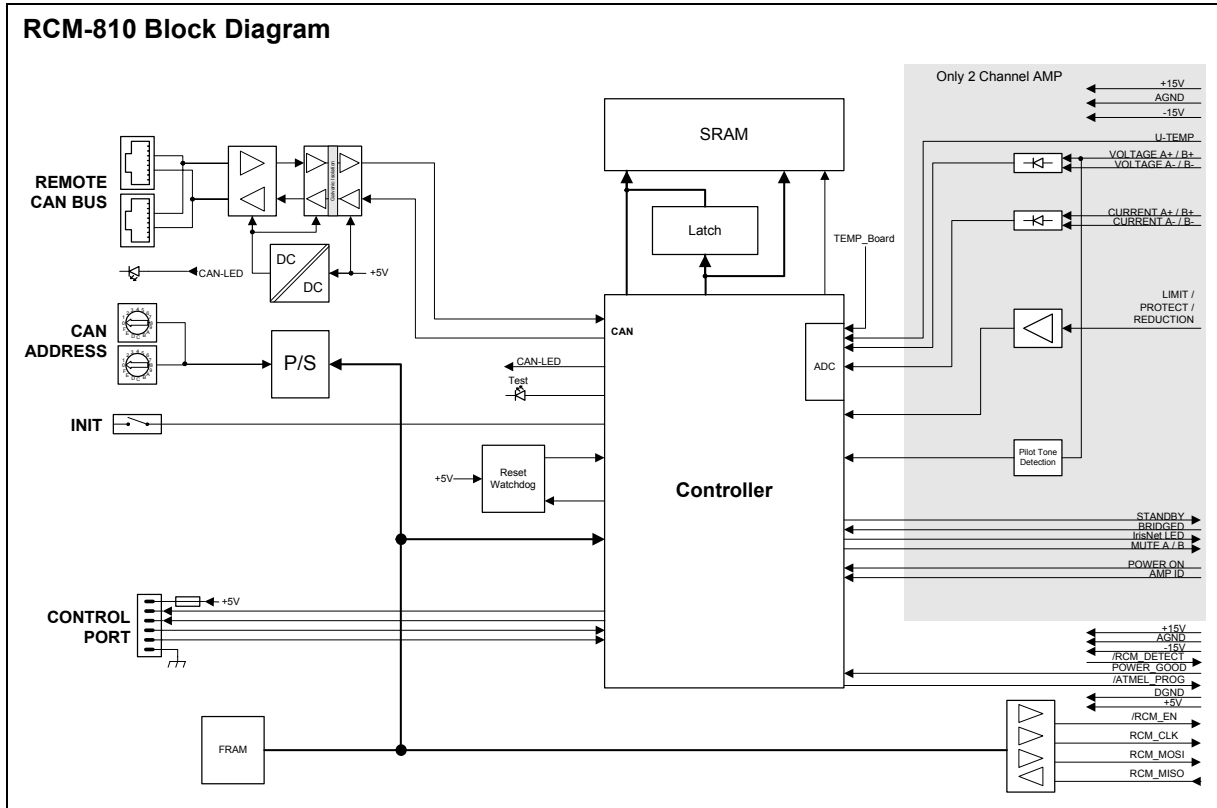 RCM-810 Block Diagram
Only 2 Channel AMP
+15V
AGND
-15V
U-TEMP
VOLTAGE A+ / B+
VOLTAGE A- / B-
CURRENT A+ / B+
CURRENT A- / B-
LIMIT /
PROTECT /
REDUCTION
Pilot Tone
Detection
STANDBY
BRIDGED
IrisNet LED
MUTE A / B
POWER ON
AMP ID
+15V
AGND
-15V
/RCM_DETECT
POWER_GOOD
/ATMEL_PROG
DGND
+5V
/RCM_EN
RCM_CLK
RCM_MOSI
RCM_MISO
SRAM
Latch
TEMP_Board
CAN
ADC
Controller
REMOTE
CAN BUS
Galvanic Isolation
DC
DC
+5V
CAN-LED
CAN
ADDRESS
P/S
CAN-LED
Test
INIT
+5V
Reset
Watchdog
CONTROL
PORT
+5V
FRAM